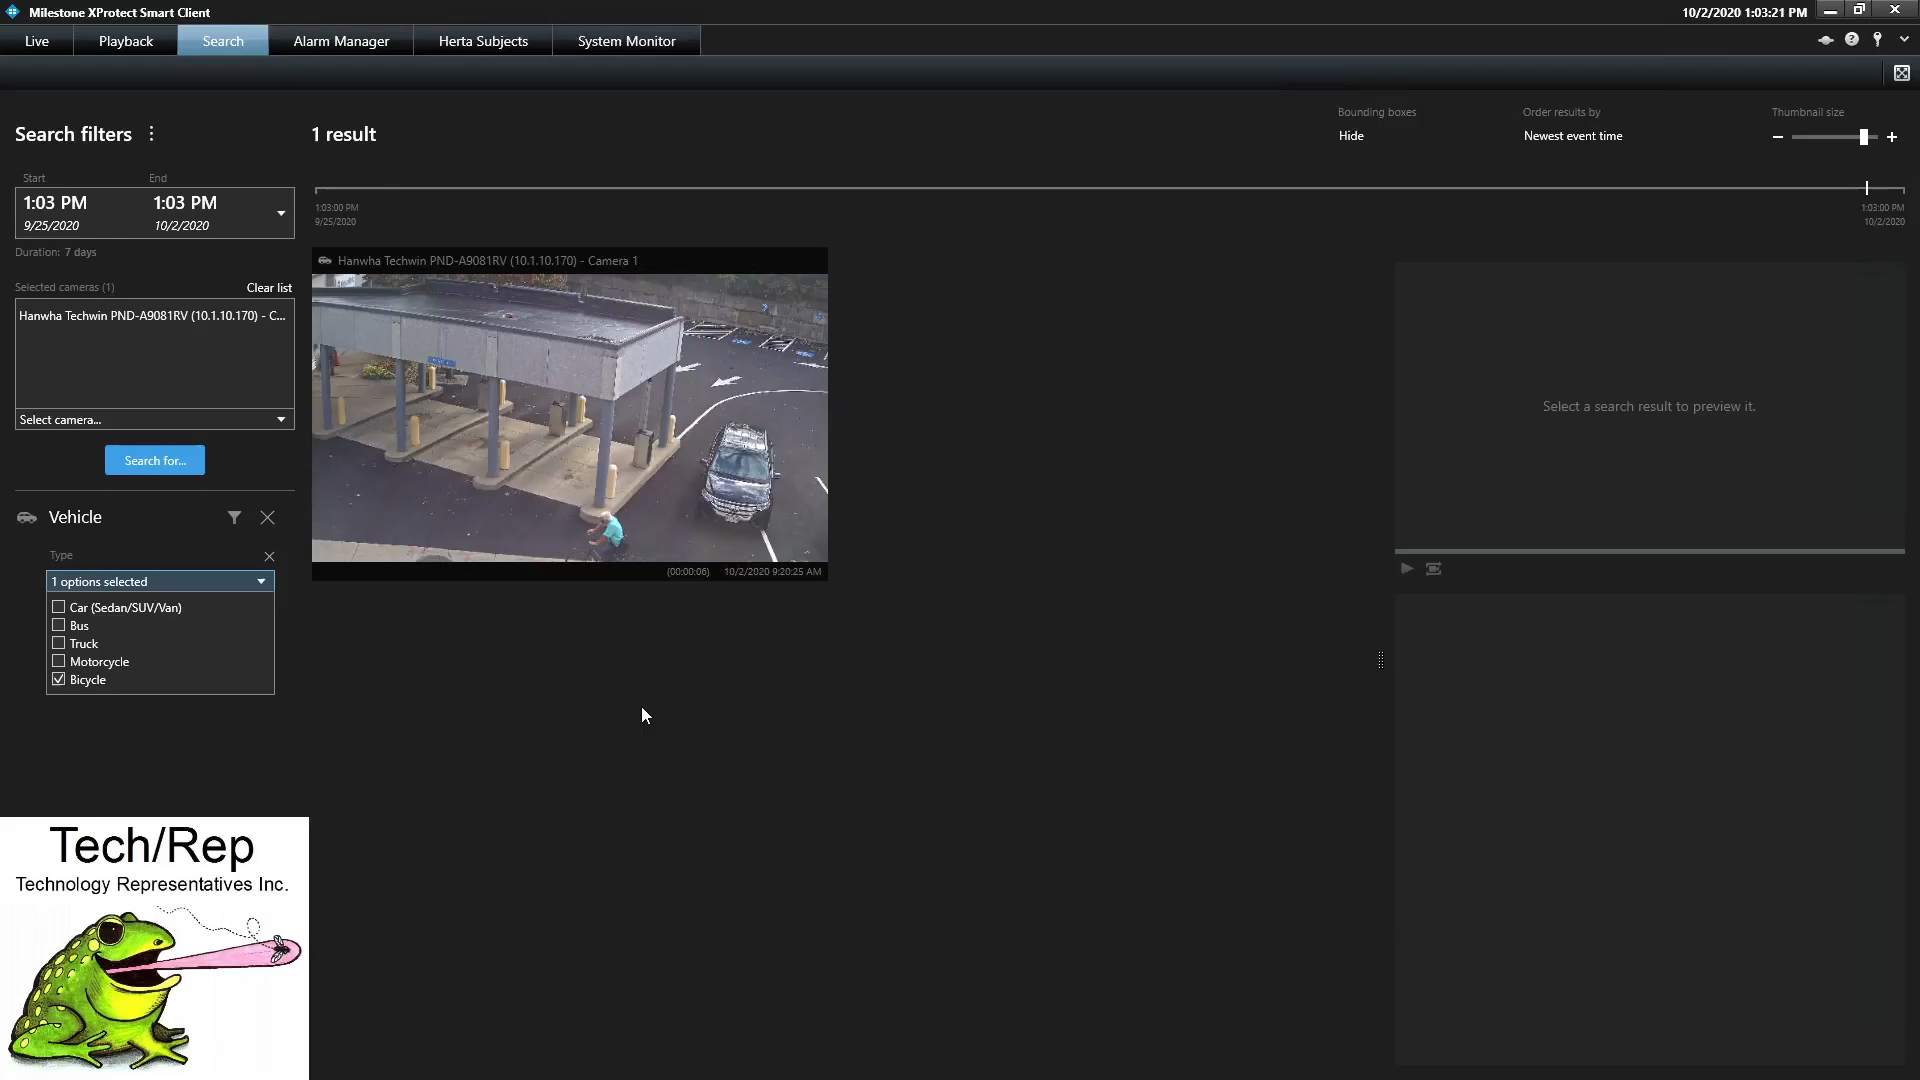 Milestone XProtect Smart Client
10/2/2020 1:03:21 PM
Live
Playback
Search
Alarm Manager
Herta Subjects
System Monitor
Search filters
1 result
Bounding boxes
Hide
Order results by
Newest event time
Thumbnail size
Start
End
1:03 PM
1:03 PM
9/25/2020
10/2/2020
Duration: 7 days
1:03:00 PM
9/25/2020
1:03:00 PM
10/2/2020
Selected cameras (1)
Clear list
Hanwha Techwin PND-A9081RV (10.1.10.170) - C...
Select camera...
Search for...
Vehicle
Type
1 options selected
Car (Sedan/SUV/Van)
Bus
Truck
Motorcycle
Bicycle
Hanwha Techwin PND-A9081RV (10.1.10.170) - Camera 1
(00:00:06) 10/2/2020 9:20:25 AM
Select a search result to preview it.
Tech/Rep
Technology Representatives Inc.